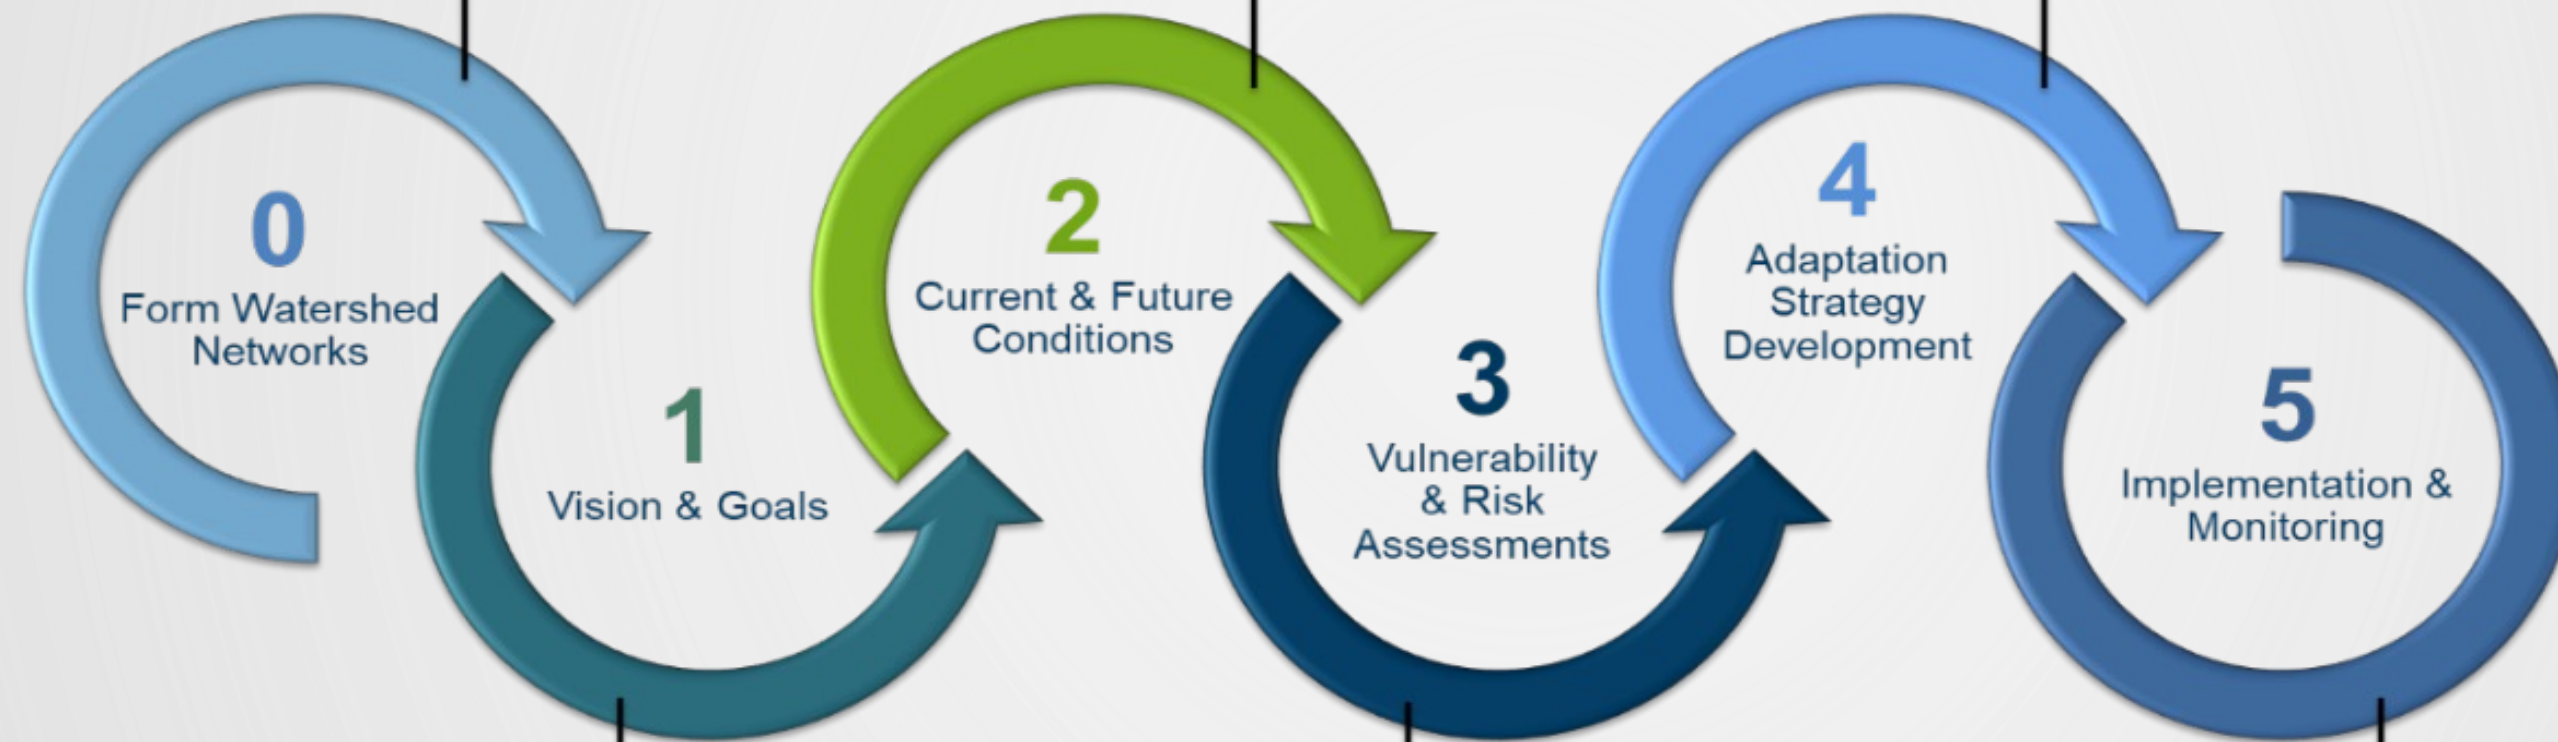 0
Form Watershed
Networks
1
Vision & Goals
2
Current & Future
Conditions
3
Vulnerability
& Risk
Assessments
4
Adaptation
Strategy
Development
5
Implementation &
Monitoring